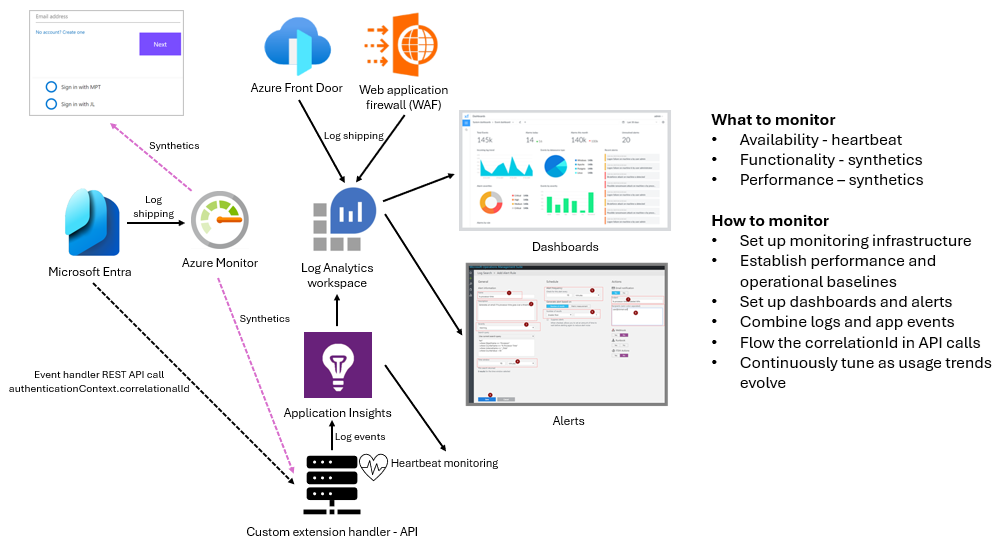 Email address
No account? Create one
Next
Sign in with MPT
Sign in with JL
Azure Front Door
Web application
firewall (WAF)
Log shipping
Synthetics
Log
shipping
Microsoft Entra
Azure Monitor
Log Analytics
workspace
145k
14
140k
20
Dashboards
Synthetics
Event handler REST API call
authenticationContext.correlationalId
Application Insights
Log events
Alerts
Heartbeat monitoring
Custom extension handler - API
What to monitor
• Availability - heartbeat
• Functionality - synthetics
• Performance – synthetics
How to monitor
• Set up monitoring infrastructure
• Establish performance and
operational baselines
• Set up dashboards and alerts
• Combine logs and app events
• Flow the correlationId in API calls
• Continuously tune as usage trends
evolve